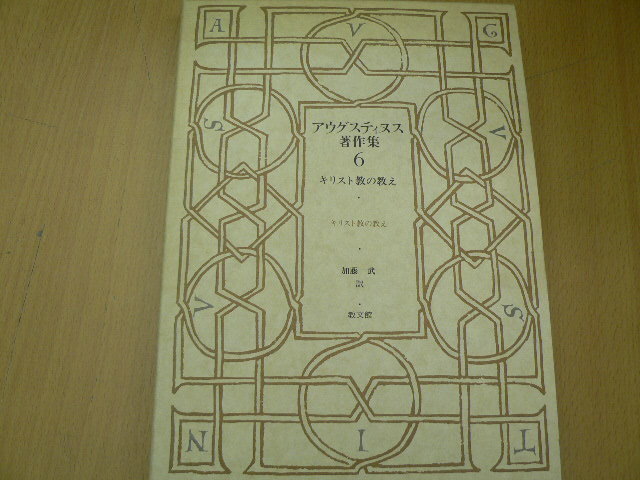 A V G
S V
アウグスティヌス
著作集
6
キリスト教の教え
キリスト教の教え
加藤 武
訳
教文館
V S
N I T